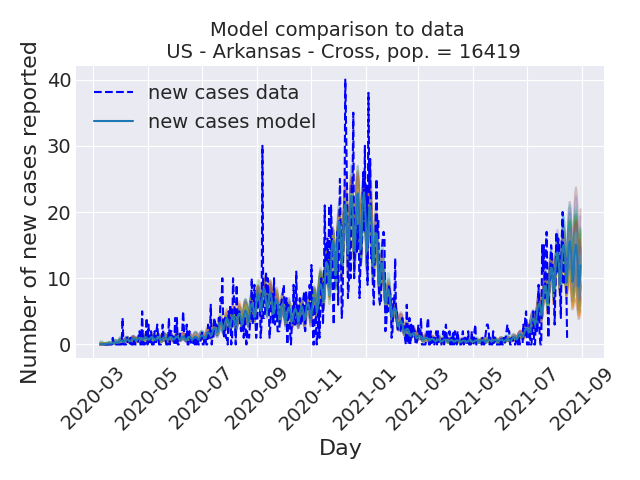 Model comparison to data
US - Arkansas - Cross, pop. = 16419
Number of new cases reported
40
30
20
10
0
new cases data
new cases model
2020-03
2020-05
2020-07
2020-09
2020-11
2021-01
2021-03
2021-05
2021-07
2021-09
Day